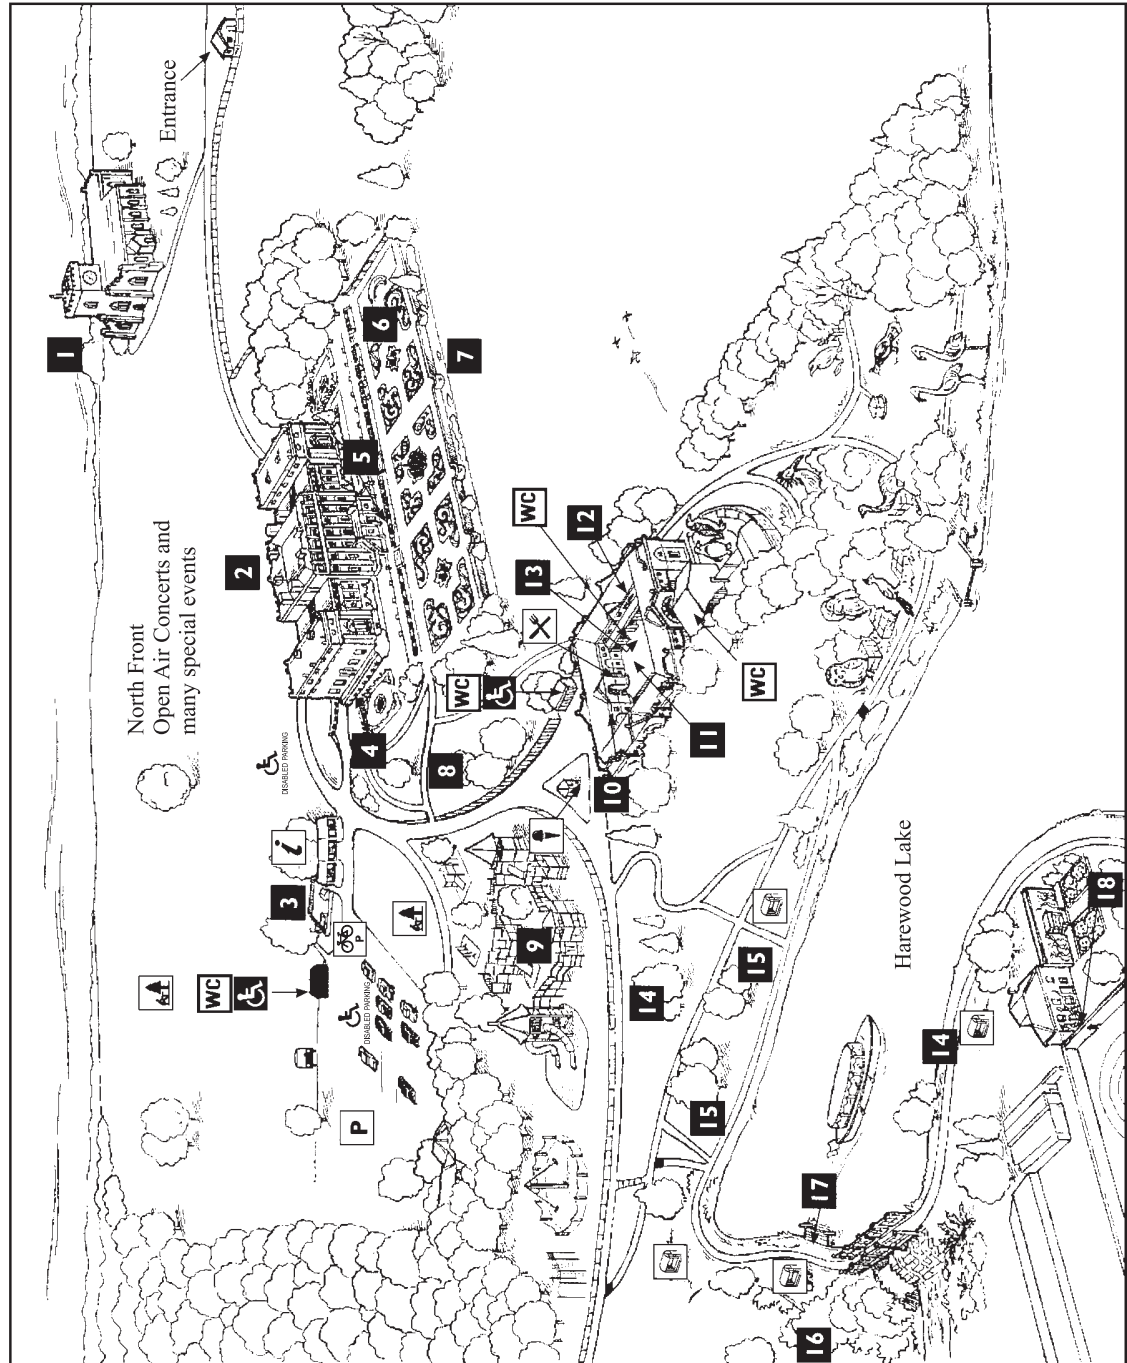 1
Entrance
North Front
Open Air Concerts and
many special events
WC
2
DISABLED PARKING
3
i
P
P
DISABLED PARKING
4
5
6
8
7
WC
WC
9
13
12
10
14
11
15
15
WC
16
17
Harewood Lake
14
18